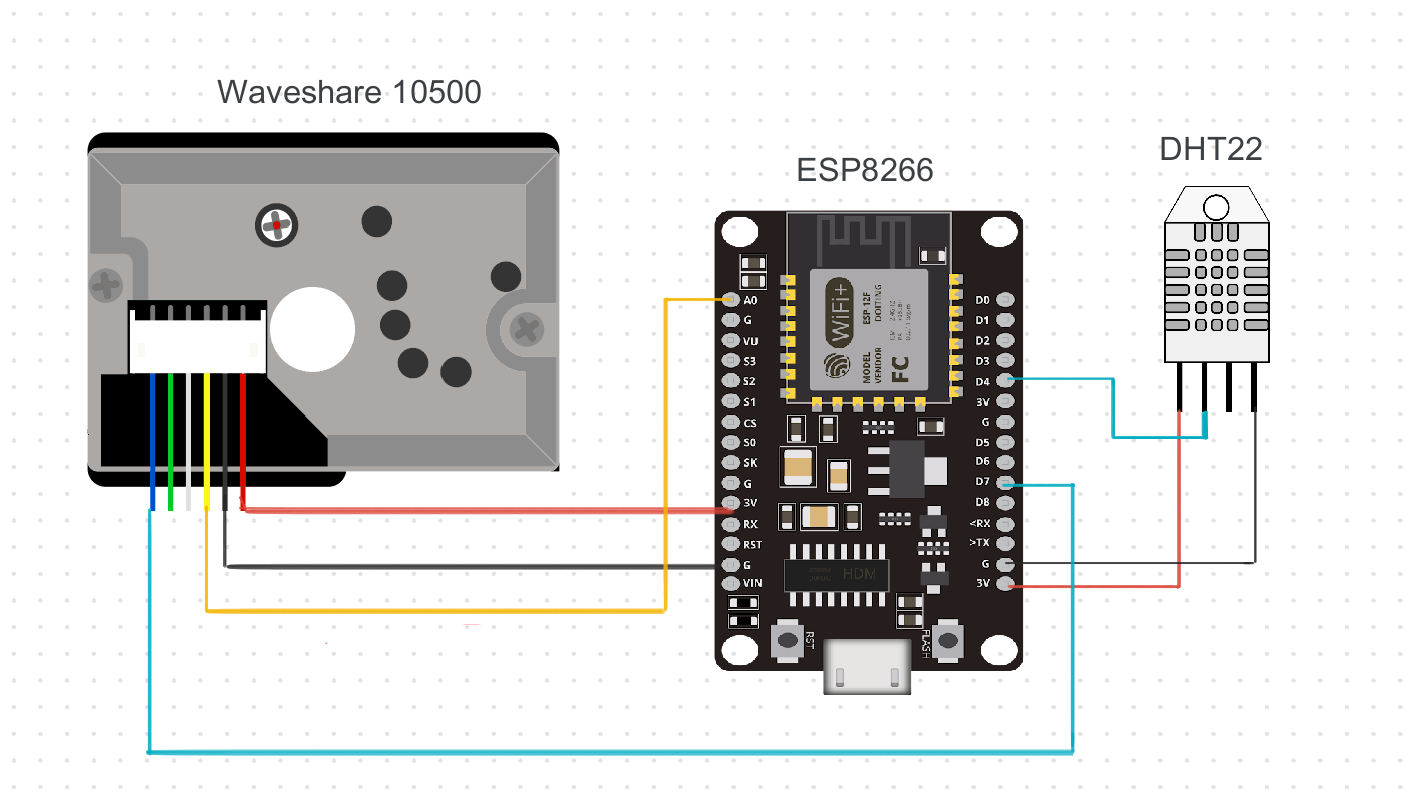 Waveshare 10500
ESP8266
DHT22
WiFi+
MODEL
VENDOR
ESP 12F
DOITING
FC
A0
G
VU
S3
S2
S1
CS
S0
SK
G
3V
RX
RST
G
VIN
D0
D1
D2
D3
D4
3V
G
D5
D6
D7
D8
<RX
>TX
G
3V
HDM
RST
FLASH